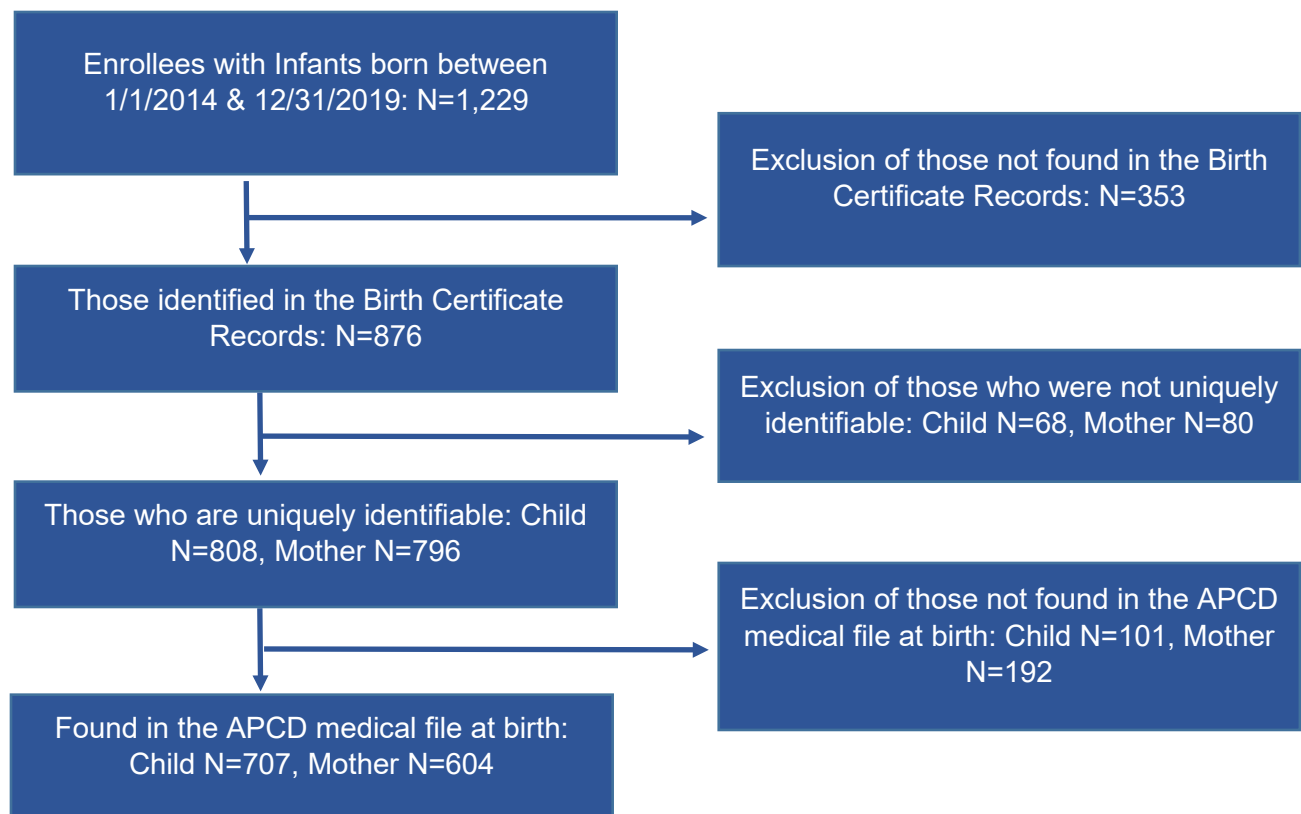 Enrollees with Infants born between
1/1/2014 & 12/31/2019: N=1,229
Exclusion of those not found in the Birth
Certificate Records: N=353
Those identified in the Birth Certificate
Records: N=876
Exclusion of those who were not uniquely
identifiable: Child N=68, Mother N=80
Those who are uniquely identifiable: Child
N=808, Mother N=796
Exclusion of those not found in the APCD
medical file at birth: Child N=101, Mother
N=192
Found in the APCD medical file at birth:
Child N=707, Mother N=604